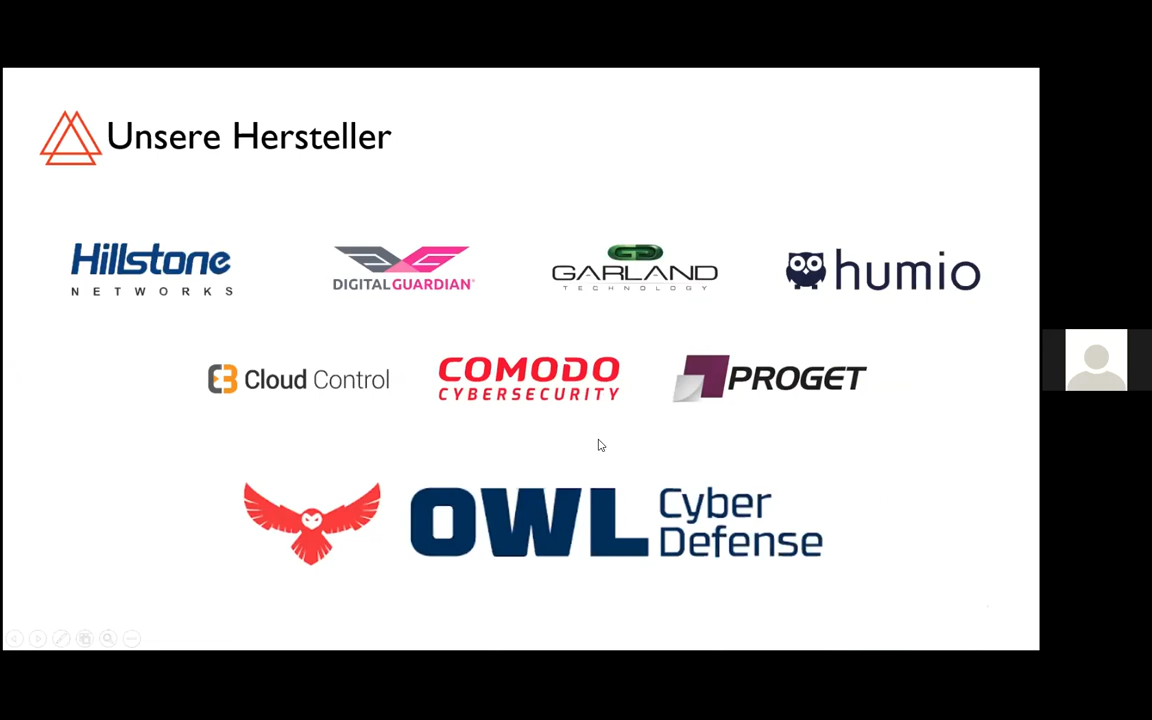 Unsere Hersteller
Hillstone
NETWORKS
DIGITALGUARDIAN
GARLAND
TECHNOLOGY
humio
Cloud Control
COMODO
CYBERSECURITY
PROGET
OWL Cyber
Defense